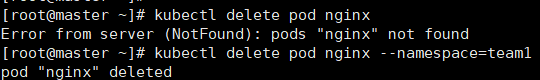 [root@master ~]# kubectl delete pod nginx
Error from server (NotFound): pods "nginx" not found
[root@master ~]# kubectl delete pod nginx --namespace=team1
pod "nginx" deleted